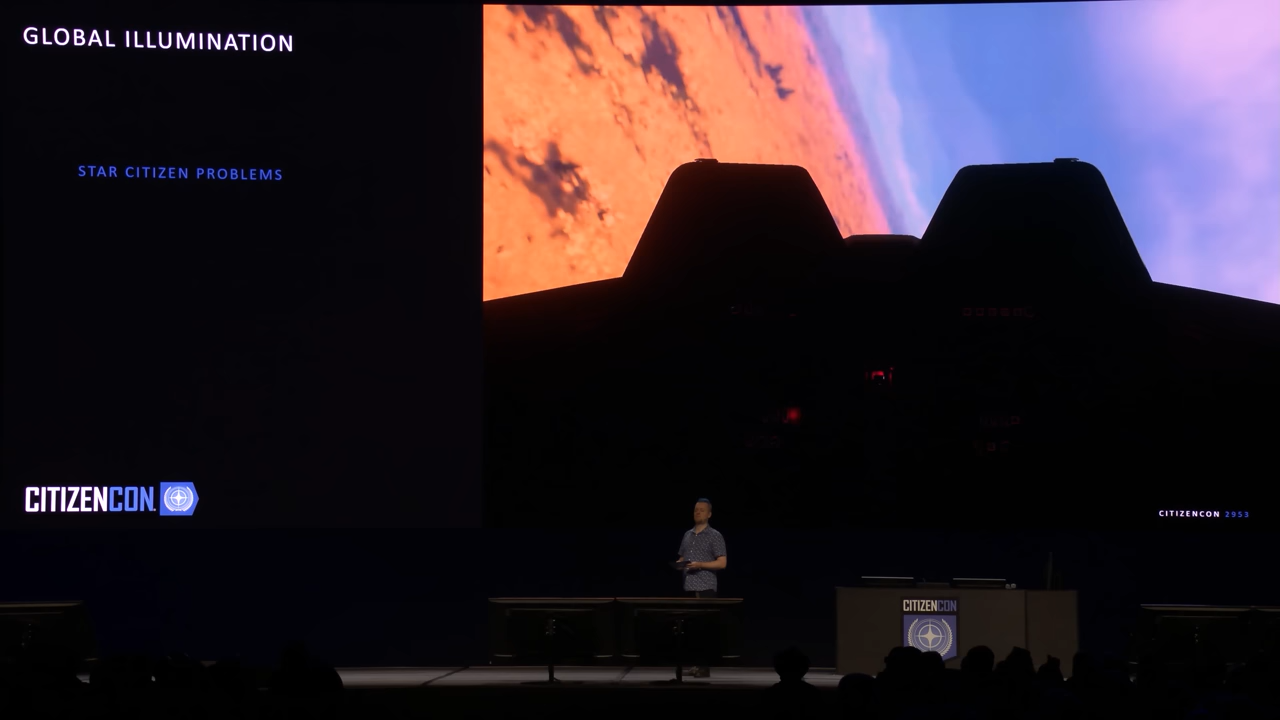 GLOBAL ILLUMINATION
STAR CITIZEN PROBLEMS
CITIZENCON
CITIZENCON 2953
CITIZENCON